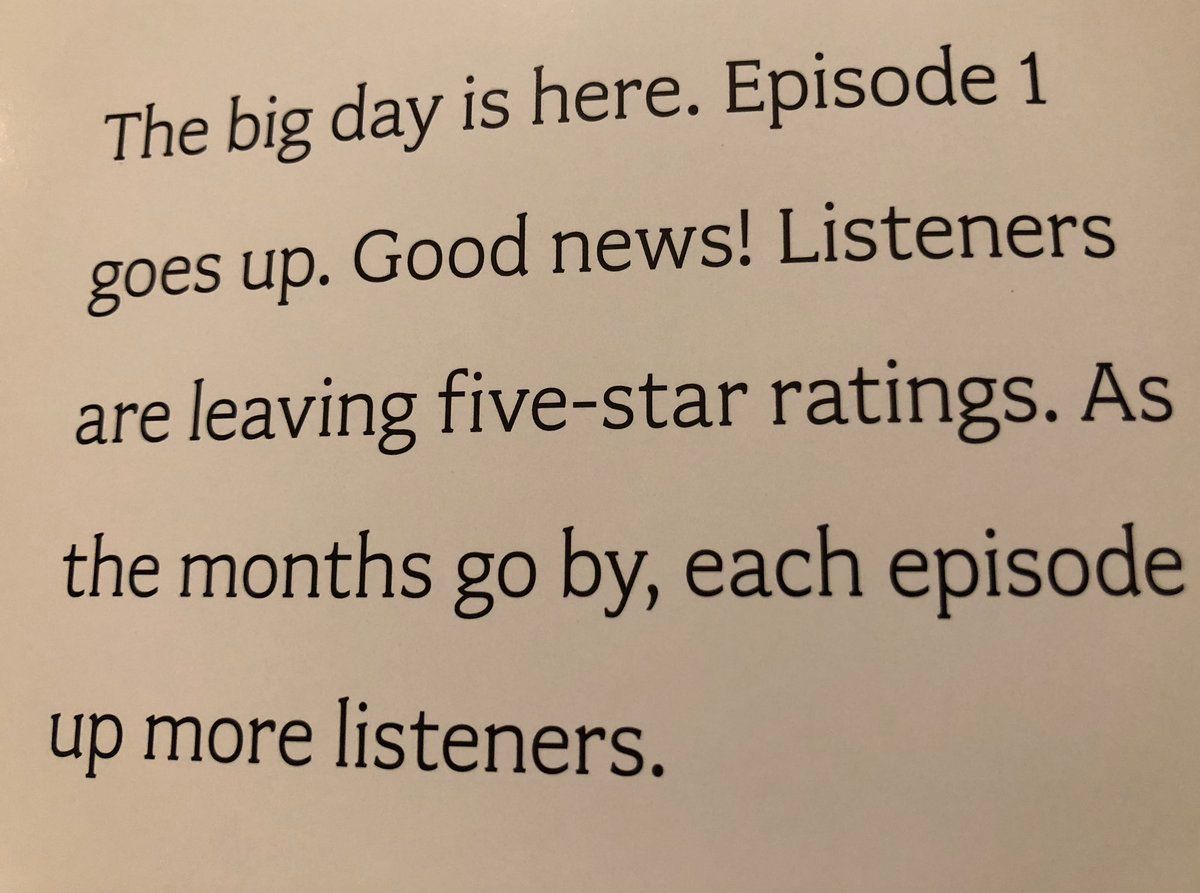 The big day is here. Episode 1
goes up. Good news! Listeners
are leaving five-star ratings. As
the months go by, each episode
up more listeners.